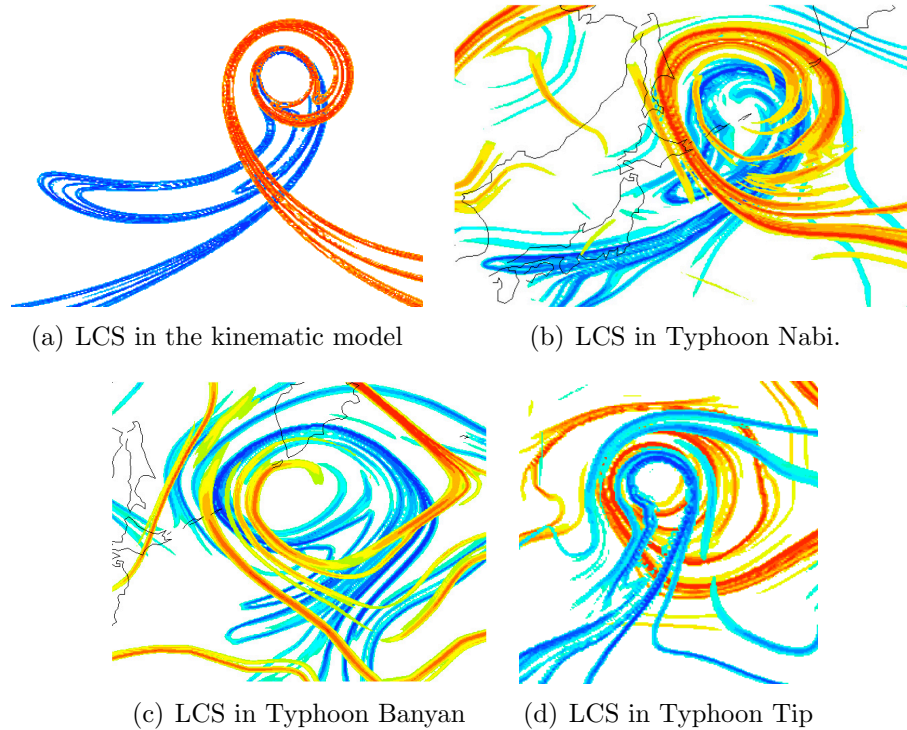 (a) LCS in the kinematic model
(b) LCS in Typhoon Nabi.
(c) LCS in Typhoon Banyan
(d) LCS in Typhoon Tip